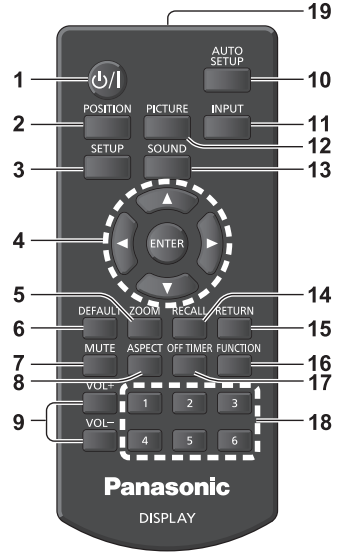 19
AUTO
SETUP
1
10
POSITION PICTURE INPUT
2
11
12
SETUP SOUND
3
13
4
ENTER
5
14
DEFAULT ZOOM RECALL RETURN
6
15
MUTE ASPECT OFF TIMER FUNCTION
7
16
8
17
VOL+
1 2 3
9
18
VOL-
4 5 6
Panasonic
DISPLAY